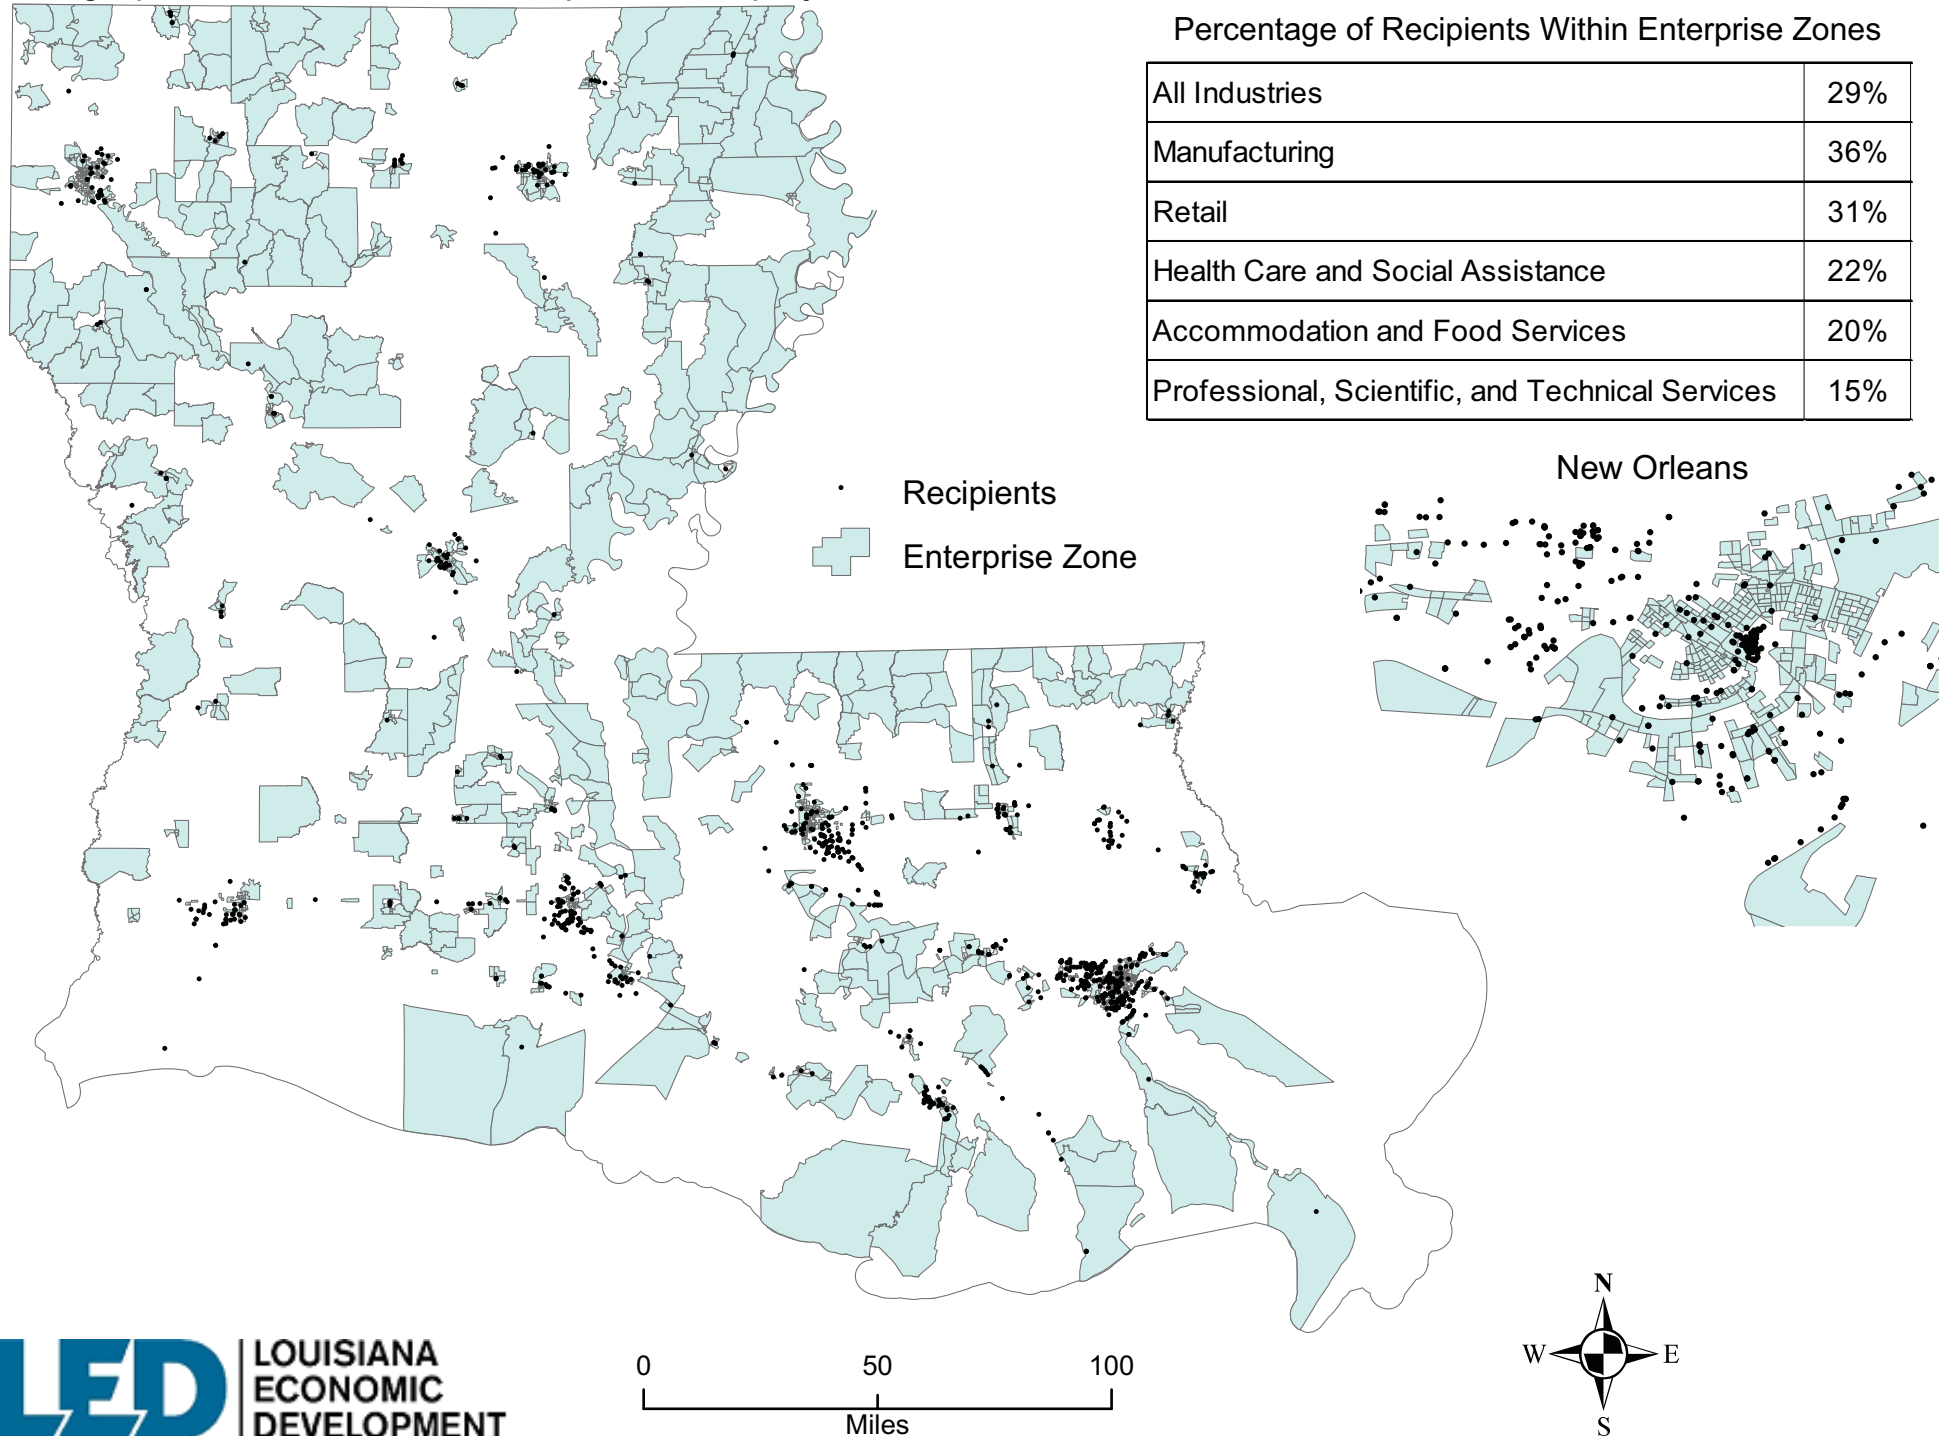 Percentage of Recipients Within Enterprise Zones
All Industries 29%
Manufacturing 36%
Retail 31%
Health Care and Social Assistance 22%
Accommodation and Food Services 20%
Professional, Scientific, and Technical Services 15%
New Orleans
Recipients
Enterprise Zone
N
W E
S
0 50 100
Miles
LED
LOUISIANA
ECONOMIC
DEVELOPMENT